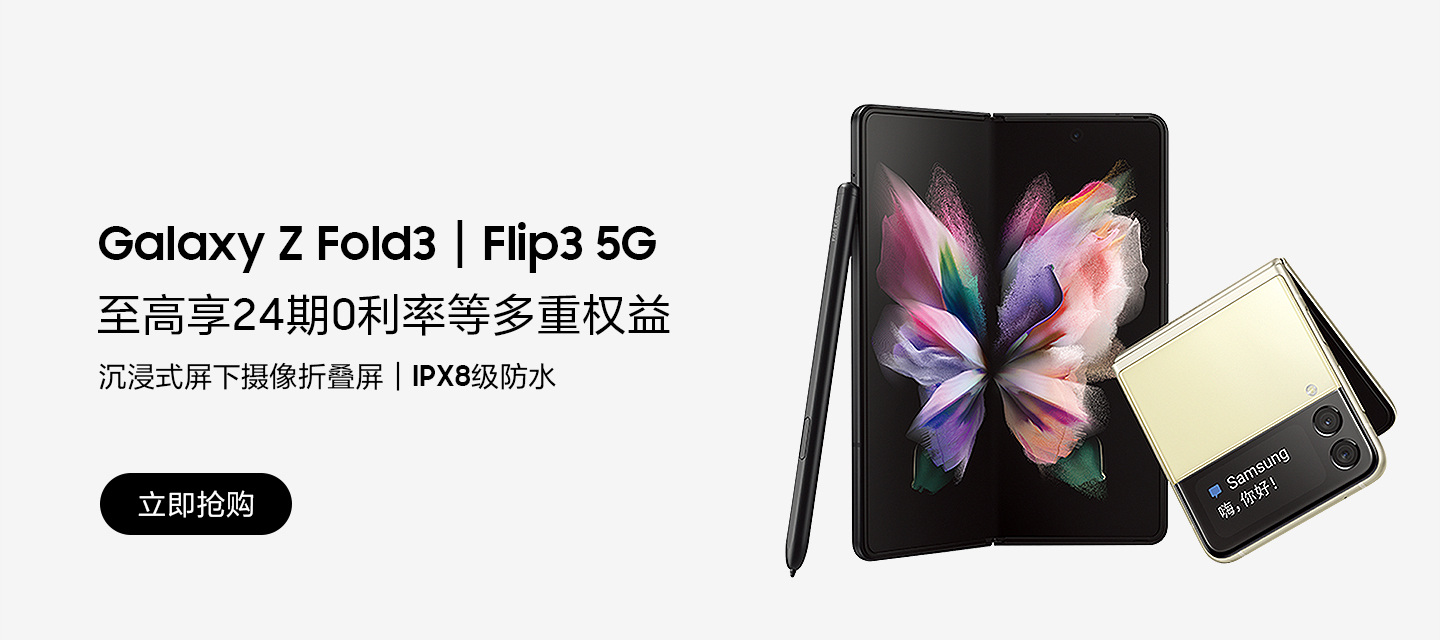 Galaxy Z Fold3 | Flip3 5G
至高享24期0利率等多重权益
沉浸式屏下摄像折叠屏 | IPX8级防水
立即抢购
Samsung
嗨，你好！